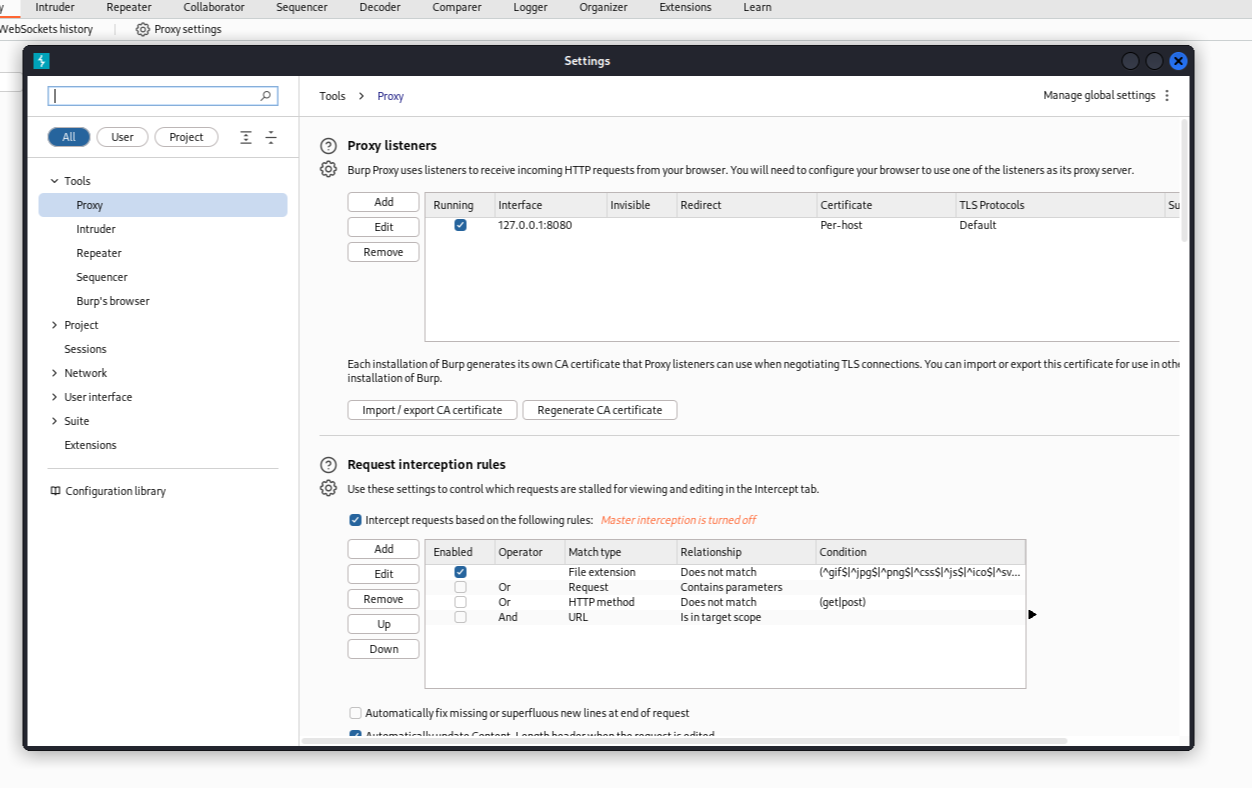 Intruder Repeater Collaborator Sequencer Decoder Comparer Logger Organizer Extensions Learn
WebSockets history Proxy settings
Settings
Tools > Proxy
Manage global settings
All User Project
Tools
Proxy
Intruder
Repeater
Sequencer
Burp's browser
Project
Sessions
Network
User interface
Suite
Extensions
Configuration library
Proxy listeners
Burp Proxy uses listeners to receive incoming HTTP requests from your browser. You will need to configure your browser to use one of the listeners as its proxy server.
Add
Edit
Remove
Running Interface Invisible Redirect Certificate TLS Protocols Su
127.0.0.1:8080 Per-host Default
Each installation of Burp generates its own CA certificate that Proxy listeners can use when negotiating TLS connections. You can import or export this certificate for use in othe
installation of Burp.
Import / export CA certificate Regenerate CA certificate
Request interception rules
Use these settings to control which requests are stalled for viewing and editing in the Intercept tab.
Intercept requests based on the following rules: Master interception is turned off
Add
Edit
Remove
Up
Down
Enabled Operator Match type Relationship Condition
File extension Does not match (^gif$|^jpg$|^png$|^css$|^js$|^ico$|^sv...
Or Request Contains parameters
Or HTTP method Does not match (get|post)
And URL Is in target scope
Automatically fix missing or superfluous new lines at end of request
Automatically update Content-Length header when the request is edited